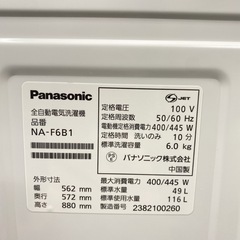 Panasonic
全自動電気洗濯機
品番
NA-F6B1
JET
定格電圧 100 V
定格周波数 50/60 Hz
電動機定格消費電力 400/445 W
定格時間 洗いのみ 10 分
標準洗濯容量 6.0 kg
パナソニック株式会社
中国製
外形寸法
幅 562 mm
奥行 572 mm
高さ 880 mm
最大消費電力 400/445 W
標準水量 49 L
標準使用水量 116 L
製造番号 2382100260